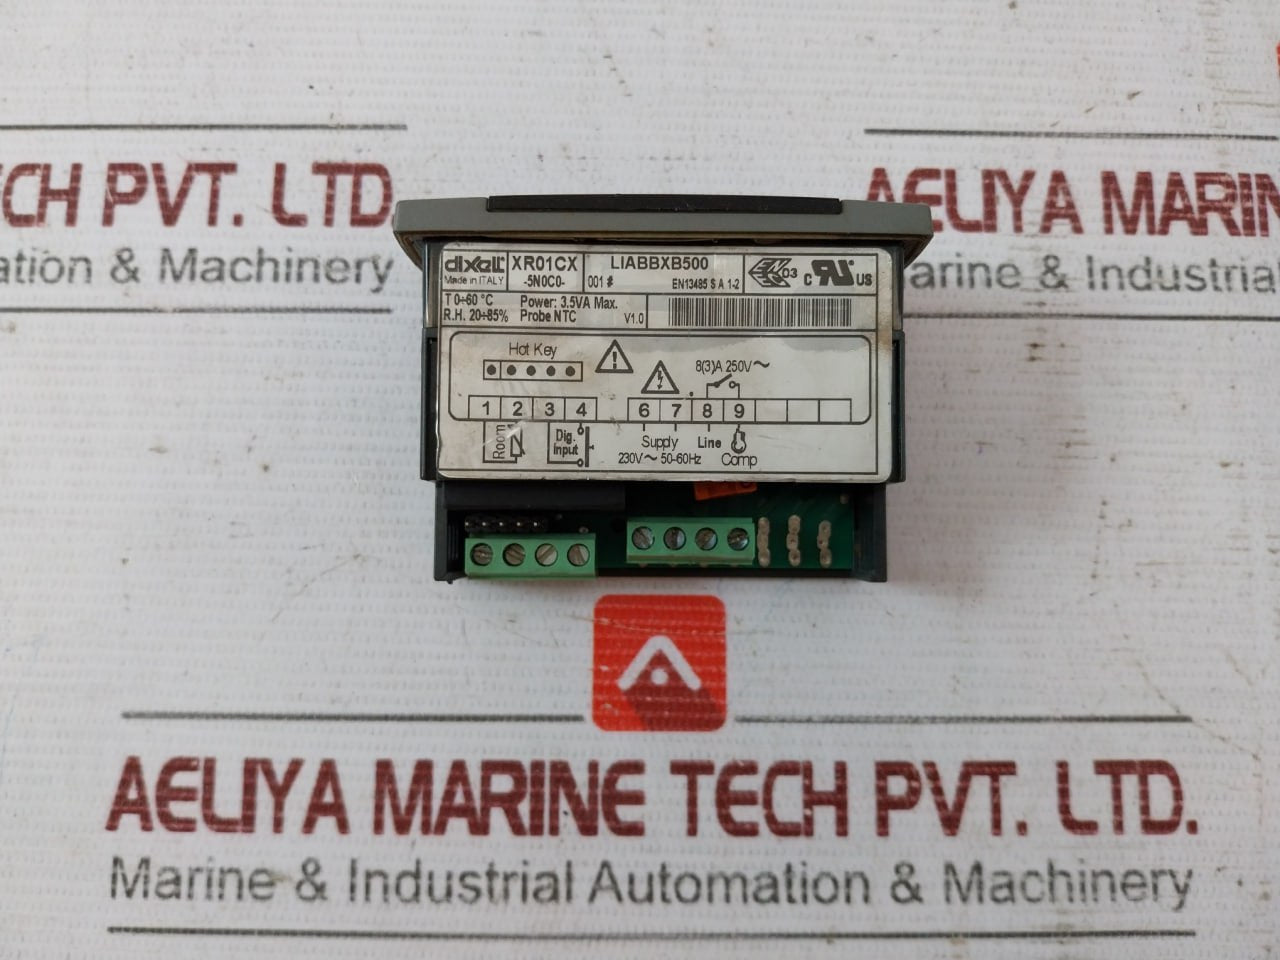 CH PVT. LTD
ation & Machinery
AELIYA MARIN
arine & Industrial
dixell
Made in ITALY
XR01CX
-5N0C0-
LIABBXB500
001 #
EN13485 S A 1-2
EN 03
c RU US
T 0÷60 °C
R.H. 20÷85%
Power: 3.5VA Max.
Probe NTC
V1.0
Hot Key
8(3)A 250V~
1 2 3 4 6 7 8 9
Room
Dig.
Input
Supply
230V~ 50-60Hz
Line
Comp
AELIYA MARINE TECH PVT. LTD.
Marine & Industrial Automation & Machinery